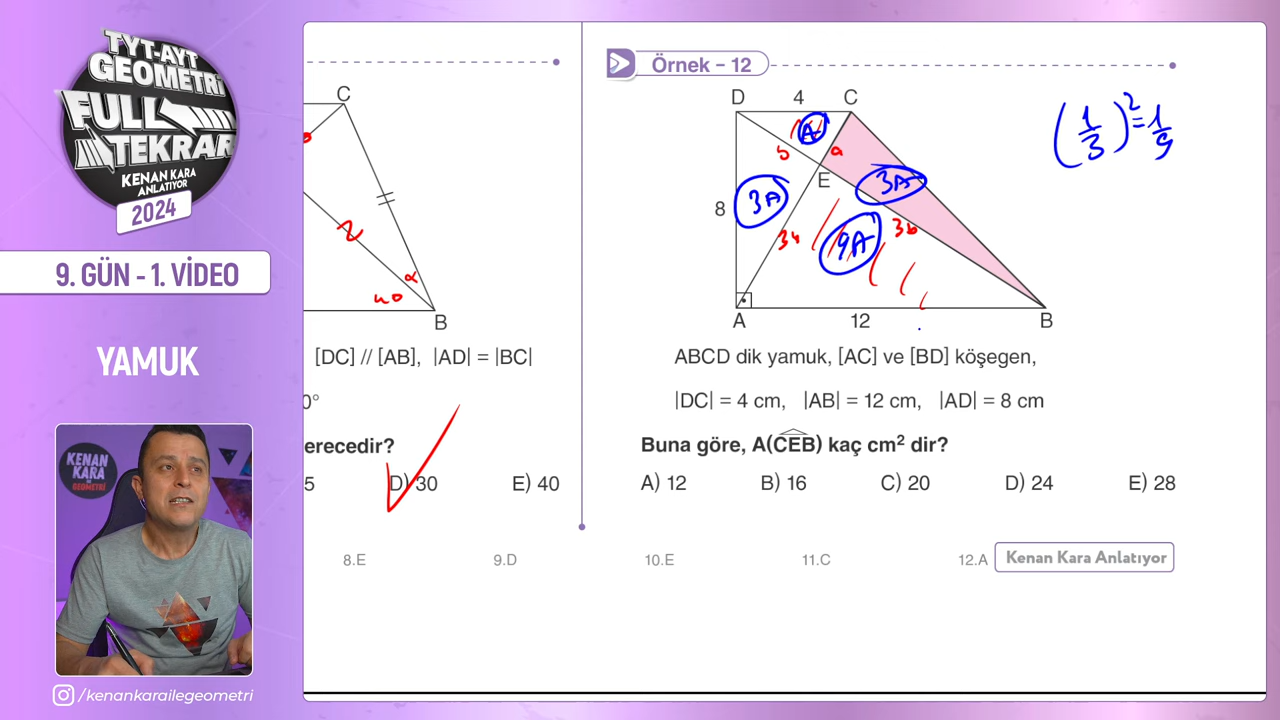 TYT-AYT
GEOMETRİ
FULL
TEKRAR
KENAN KARA
ANLATIYOR
2024
9. GÜN - 1. VİDEO
YAMUK
KENAN
KARA
GEOMETRİ
/kenankarailegeometri
C
2
α
40
B
[DC] // [AB], |AD| = |BC|
0°
erecedir?
5 D) 30 E) 40
Örnek – 12
D 4 C
A
b a
E
3A 3A
8
3a 9A 3b
A 12 B
(1/3)² = 1/9
ABCD dik yamuk, [AC] ve [BD] köşegen,
|DC| = 4 cm, |AB| = 12 cm, |AD| = 8 cm
Buna göre, A(CEB) kaç cm² dir?
A) 12 B) 16 C) 20 D) 24 E) 28
8.E 9.D 10.E 11.C 12.A
Kenan Kara Anlatıyor